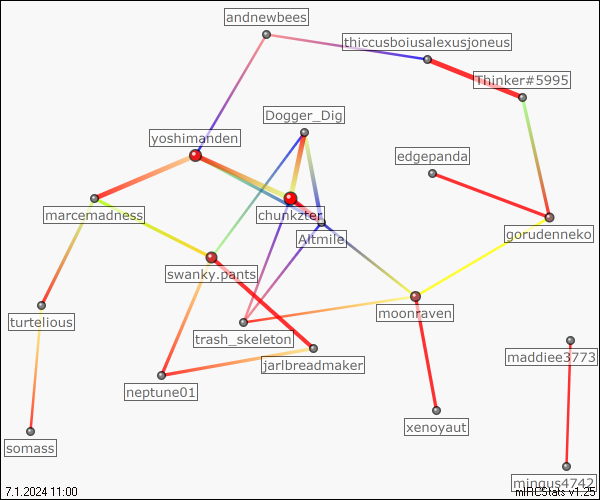 andnewbees
thiccusboiusalexusjoneus
Thinker#5995
Dogger_Dig
yoshimanden
edgepanda
marcemadness
chunkzter
Altmile
gorudenneko
swanky.pants
moonraven
turtelious
trash_skeleton
maddiee3773
jarlbreadmaker
neptune01
xenoyaut
somass
mingus4742
7.1.2024 11:00
mIRCStats v1.25